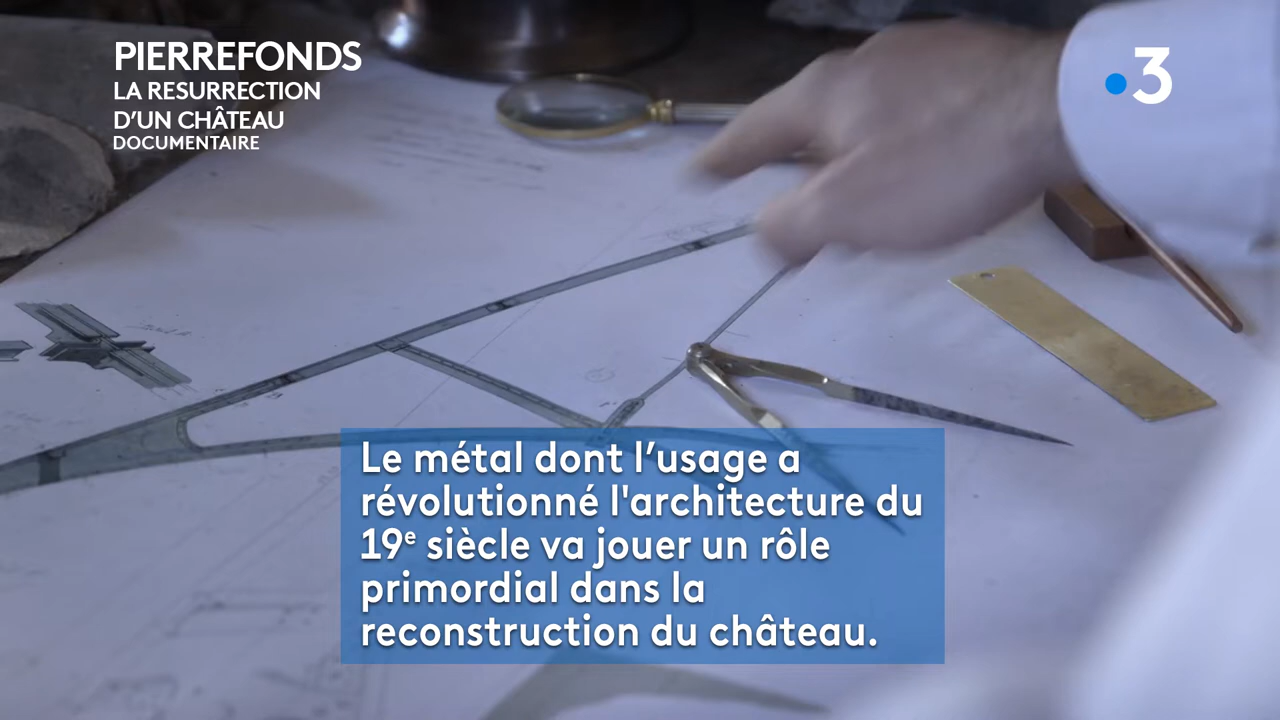 PIERREFONDS
LA RESURRECTION
D'UN CHÂTEAU
DOCUMENTAIRE
3
Le métal dont l’usage a
révolutionné l'architecture du
19e siècle va jouer un rôle
primordial dans la
reconstruction du château.